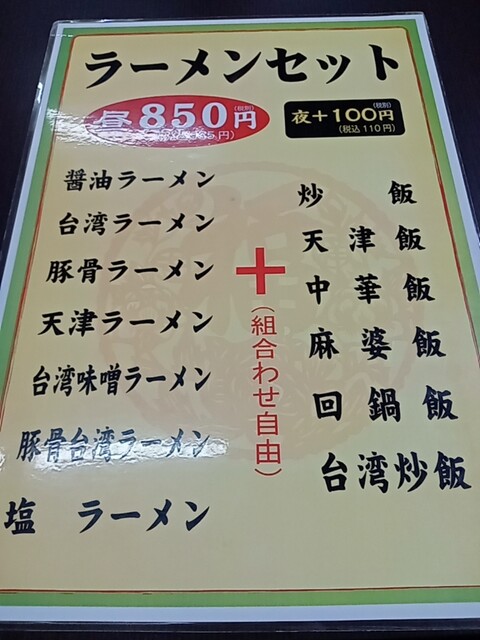 ラーメンセット
昼850円(税別)
5円)
夜+100円(税別)
(税込110円)
醤油ラーメン
台湾ラーメン
豚骨ラーメン
天津ラーメン
台湾味噌ラーメン
豚骨台湾ラーメン
塩 ラーメン
+
(組合わせ自由)
炒 飯
天津飯
中華飯
麻婆飯
回鍋飯
台湾炒飯